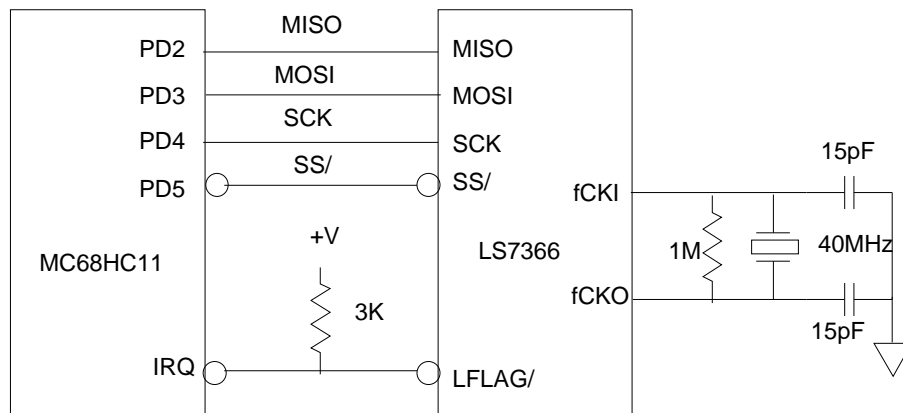 MISO
PD2
MISO
MOSI
PD3
MOSI
SCK
PD4
SCK
15pF
SS/
PD5
SS/
fCKI
+V
MC68HC11
LS7366
1M
40MHz
3K
fCKO
15pF
IRQ
LFLAG/